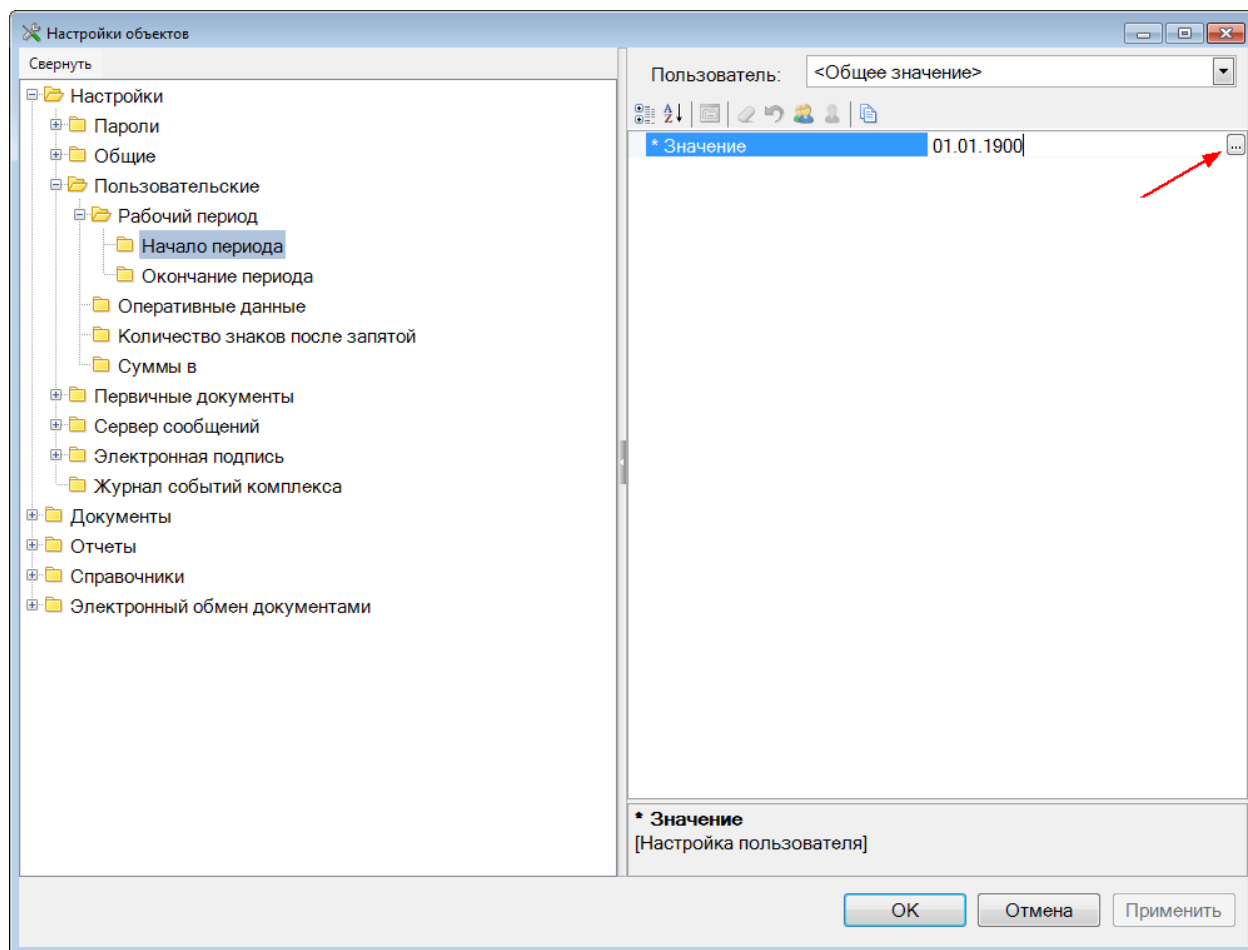 Настройки объектов
Свернуть
Настройки
Пароли
Общие
Пользовательские
Рабочий период
Начало периода
Окончание периода
Оперативные данные
Количество знаков после запятой
Суммы в
Первичные документы
Сервер сообщений
Электронная подпись
Журнал событий комплекса
Документы
Отчеты
Справочники
Электронный обмен документами
Пользователь: <Общее значение>
* Значение 01.01.1900 ...
* Значение
[Настройка пользователя]
OK Отмена Применить